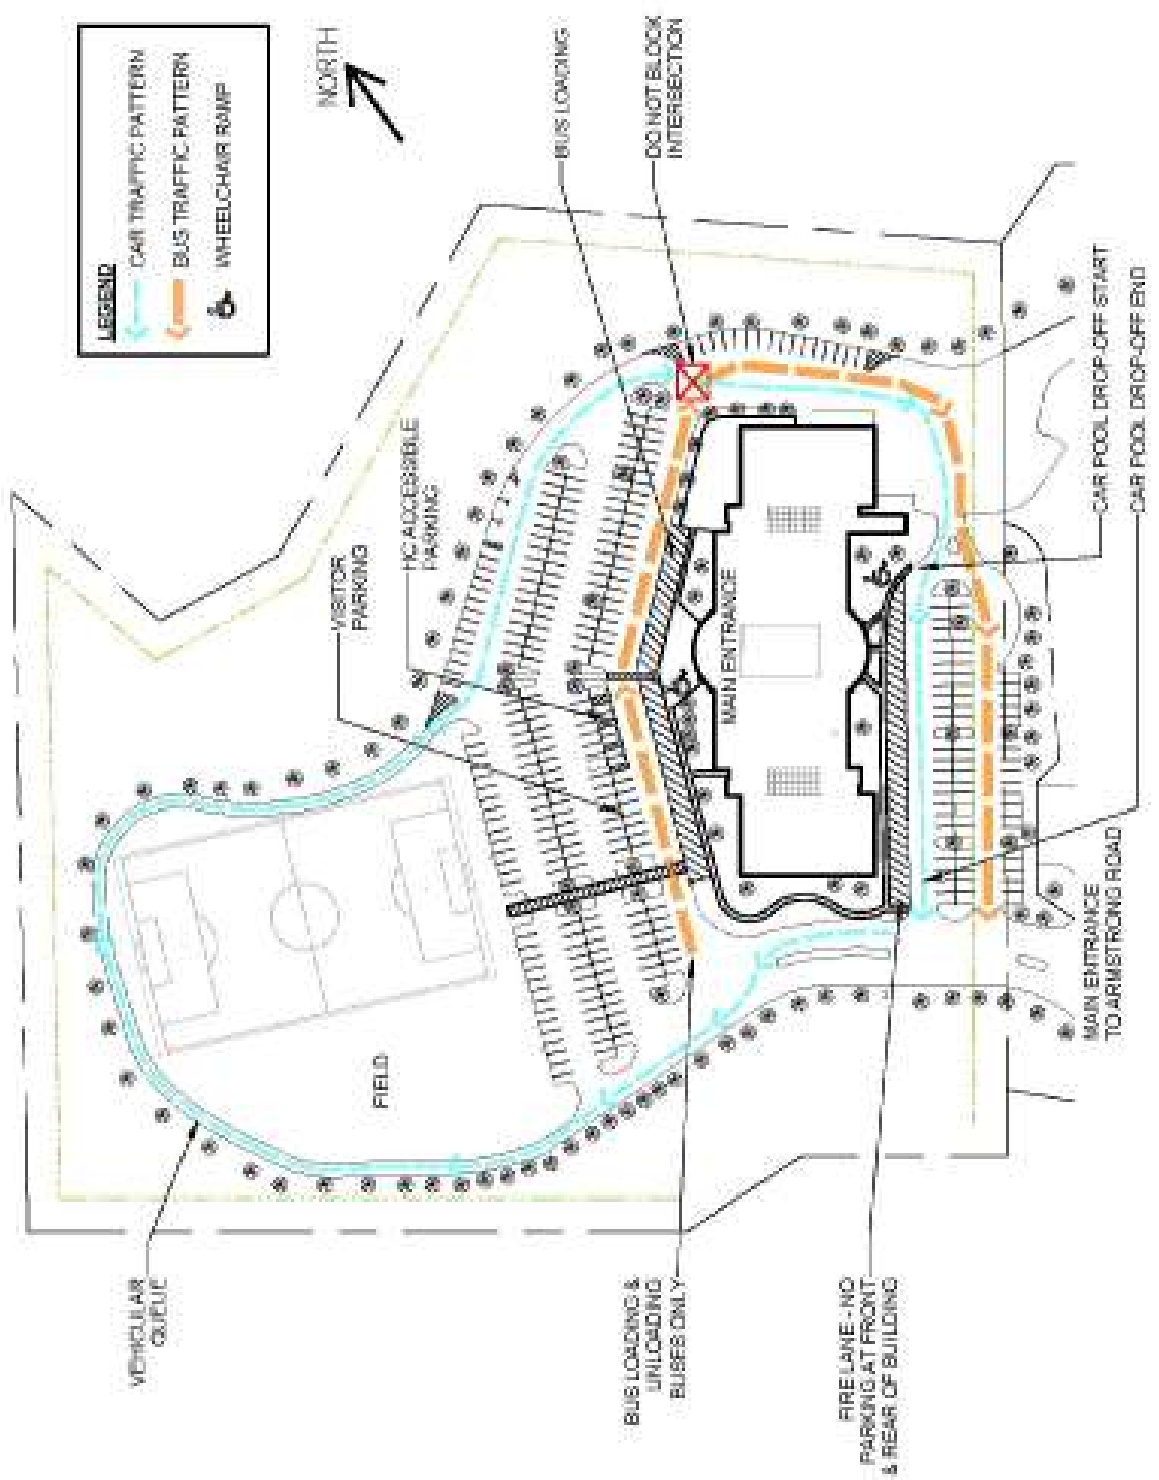 LEGEND
CAR TRAFFIC PATTERN
BUS TRAFFIC PATTERN
WHEELCHAIR RAMP
NORTH
BUS LOADING
DO NOT BLOCK
INTERSECTION
HC ACCESSIBLE
PARKING
VISITOR
PARKING
MAIN ENTRANCE
FIELD
CAR POOL DROP-OFF START
CAR POOL DROP-OFF END
MAIN ENTRANCE
TO ARMSTRONG ROAD
VEHICULAR
QUEUE
BUS LOADING &
UNLOADING
BUSES ONLY
FIRE LANE - NO
PARKING AT FRONT
& REAR OF BUILDING